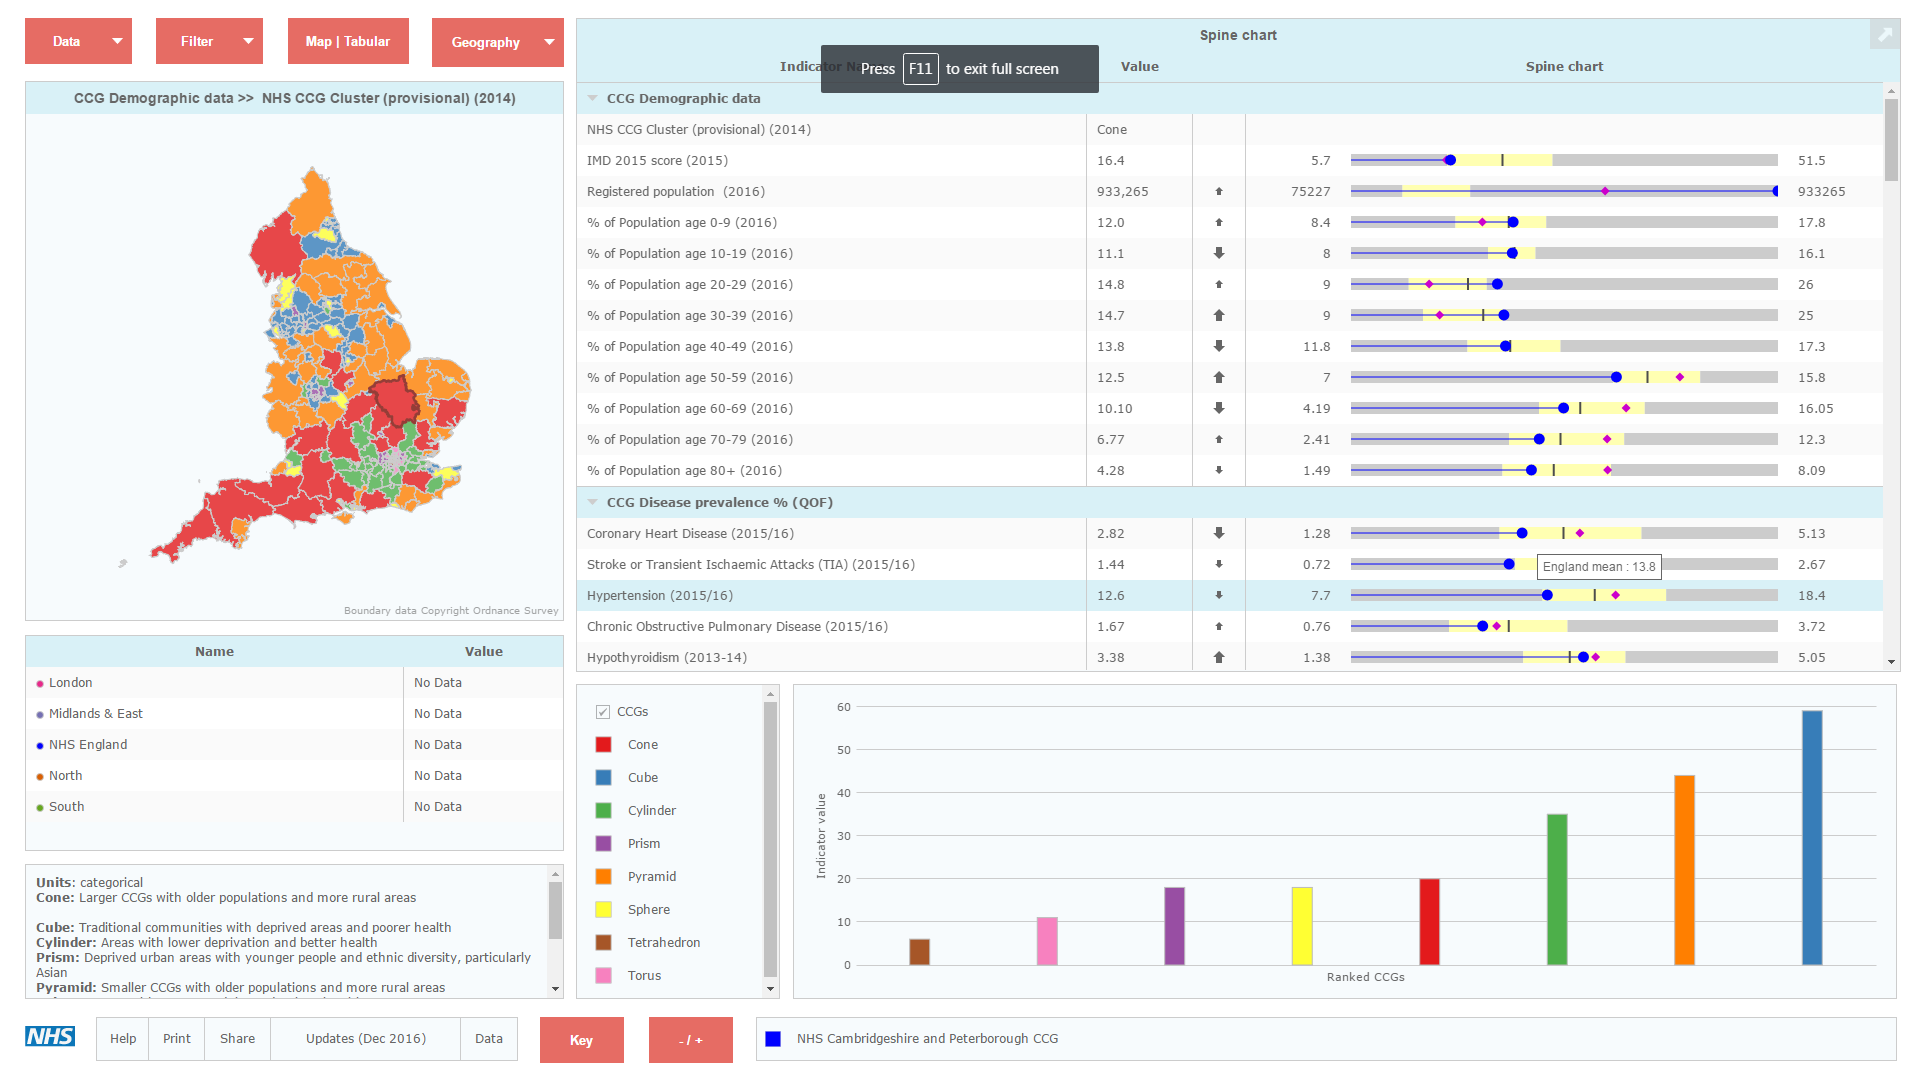 Data
Filter
Map | Tabular
Geography
CCG Demographic data >> NHS CCG Cluster (provisional) (2014)
Boundary data Copyright Ordnance Survey
Name Value
London No Data
Midlands & East No Data
NHS England No Data
North No Data
South No Data
Units: categorical
Cone: Larger CCGs with older populations and more rural areas
Cube: Traditional communities with deprived areas and poorer health
Cylinder: Areas with lower deprivation and better health
Prism: Deprived urban areas with younger people and ethnic diversity, particularly
Asian
Pyramid: Smaller CCGs with older populations and more rural areas
Spine chart
Value Spine chart
Press F11 to exit full screen
CCG Demographic data
NHS CCG Cluster (provisional) (2014) Cone
IMD 2015 score (2015) 16.4 5.7 51.5
Registered population (2016) 933,265 75227 933265
% of Population age 0-9 (2016) 12.0 8.4 17.8
% of Population age 10-19 (2016) 11.1 8 16.1
% of Population age 20-29 (2016) 14.8 9 26
% of Population age 30-39 (2016) 14.7 9 25
% of Population age 40-49 (2016) 13.8 11.8 17.3
% of Population age 50-59 (2016) 12.5 7 15.8
% of Population age 60-69 (2016) 10.10 4.19 16.05
% of Population age 70-79 (2016) 6.77 2.41 12.3
% of Population age 80+ (2016) 4.28 1.49 8.09
CCG Disease prevalence % (QOF)
Coronary Heart Disease (2015/16) 2.82 1.28 5.13
Stroke or Transient Ischaemic Attacks (TIA) (2015/16) 1.44 0.72 2.67
England mean : 13.8
Hypertension (2015/16) 12.6 7.7 18.4
Chronic Obstructive Pulmonary Disease (2015/16) 1.67 0.76 3.72
Hypothyroidism (2013-14) 3.38 1.38 5.05
CCGs
Cone
Cube
Cylinder
Prism
Pyramid
Sphere
Tetrahedron
Torus
60
50
40
30
20
10
0
Indicator value
Ranked CCGs
NHS
Help
Print
Share
Updates (Dec 2016)
Data
Key
- / +
NHS Cambridgeshire and Peterborough CCG